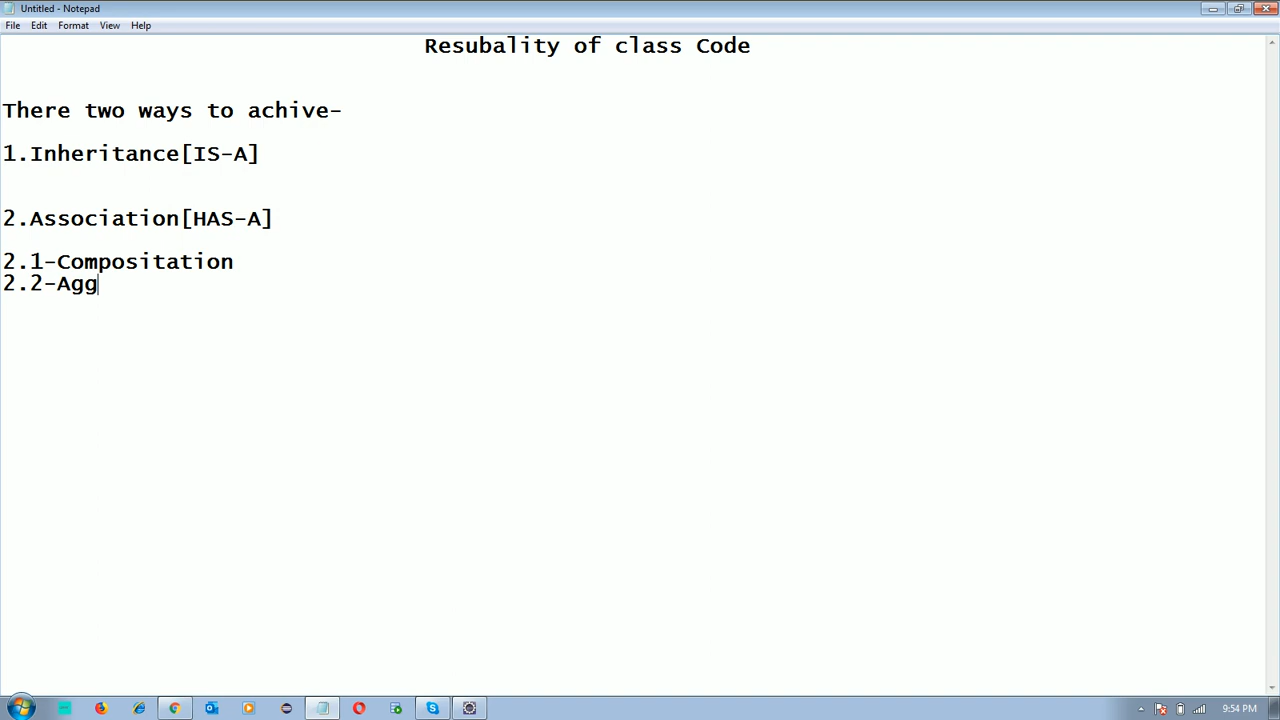 Untitled - Notepad
File Edit Format View Help
Resubality of class Code
There two ways to achive-
1.Inheritance[IS-A]
2.Association[HAS-A]
2.1-Compositation
2.2-Agg
9:54 PM